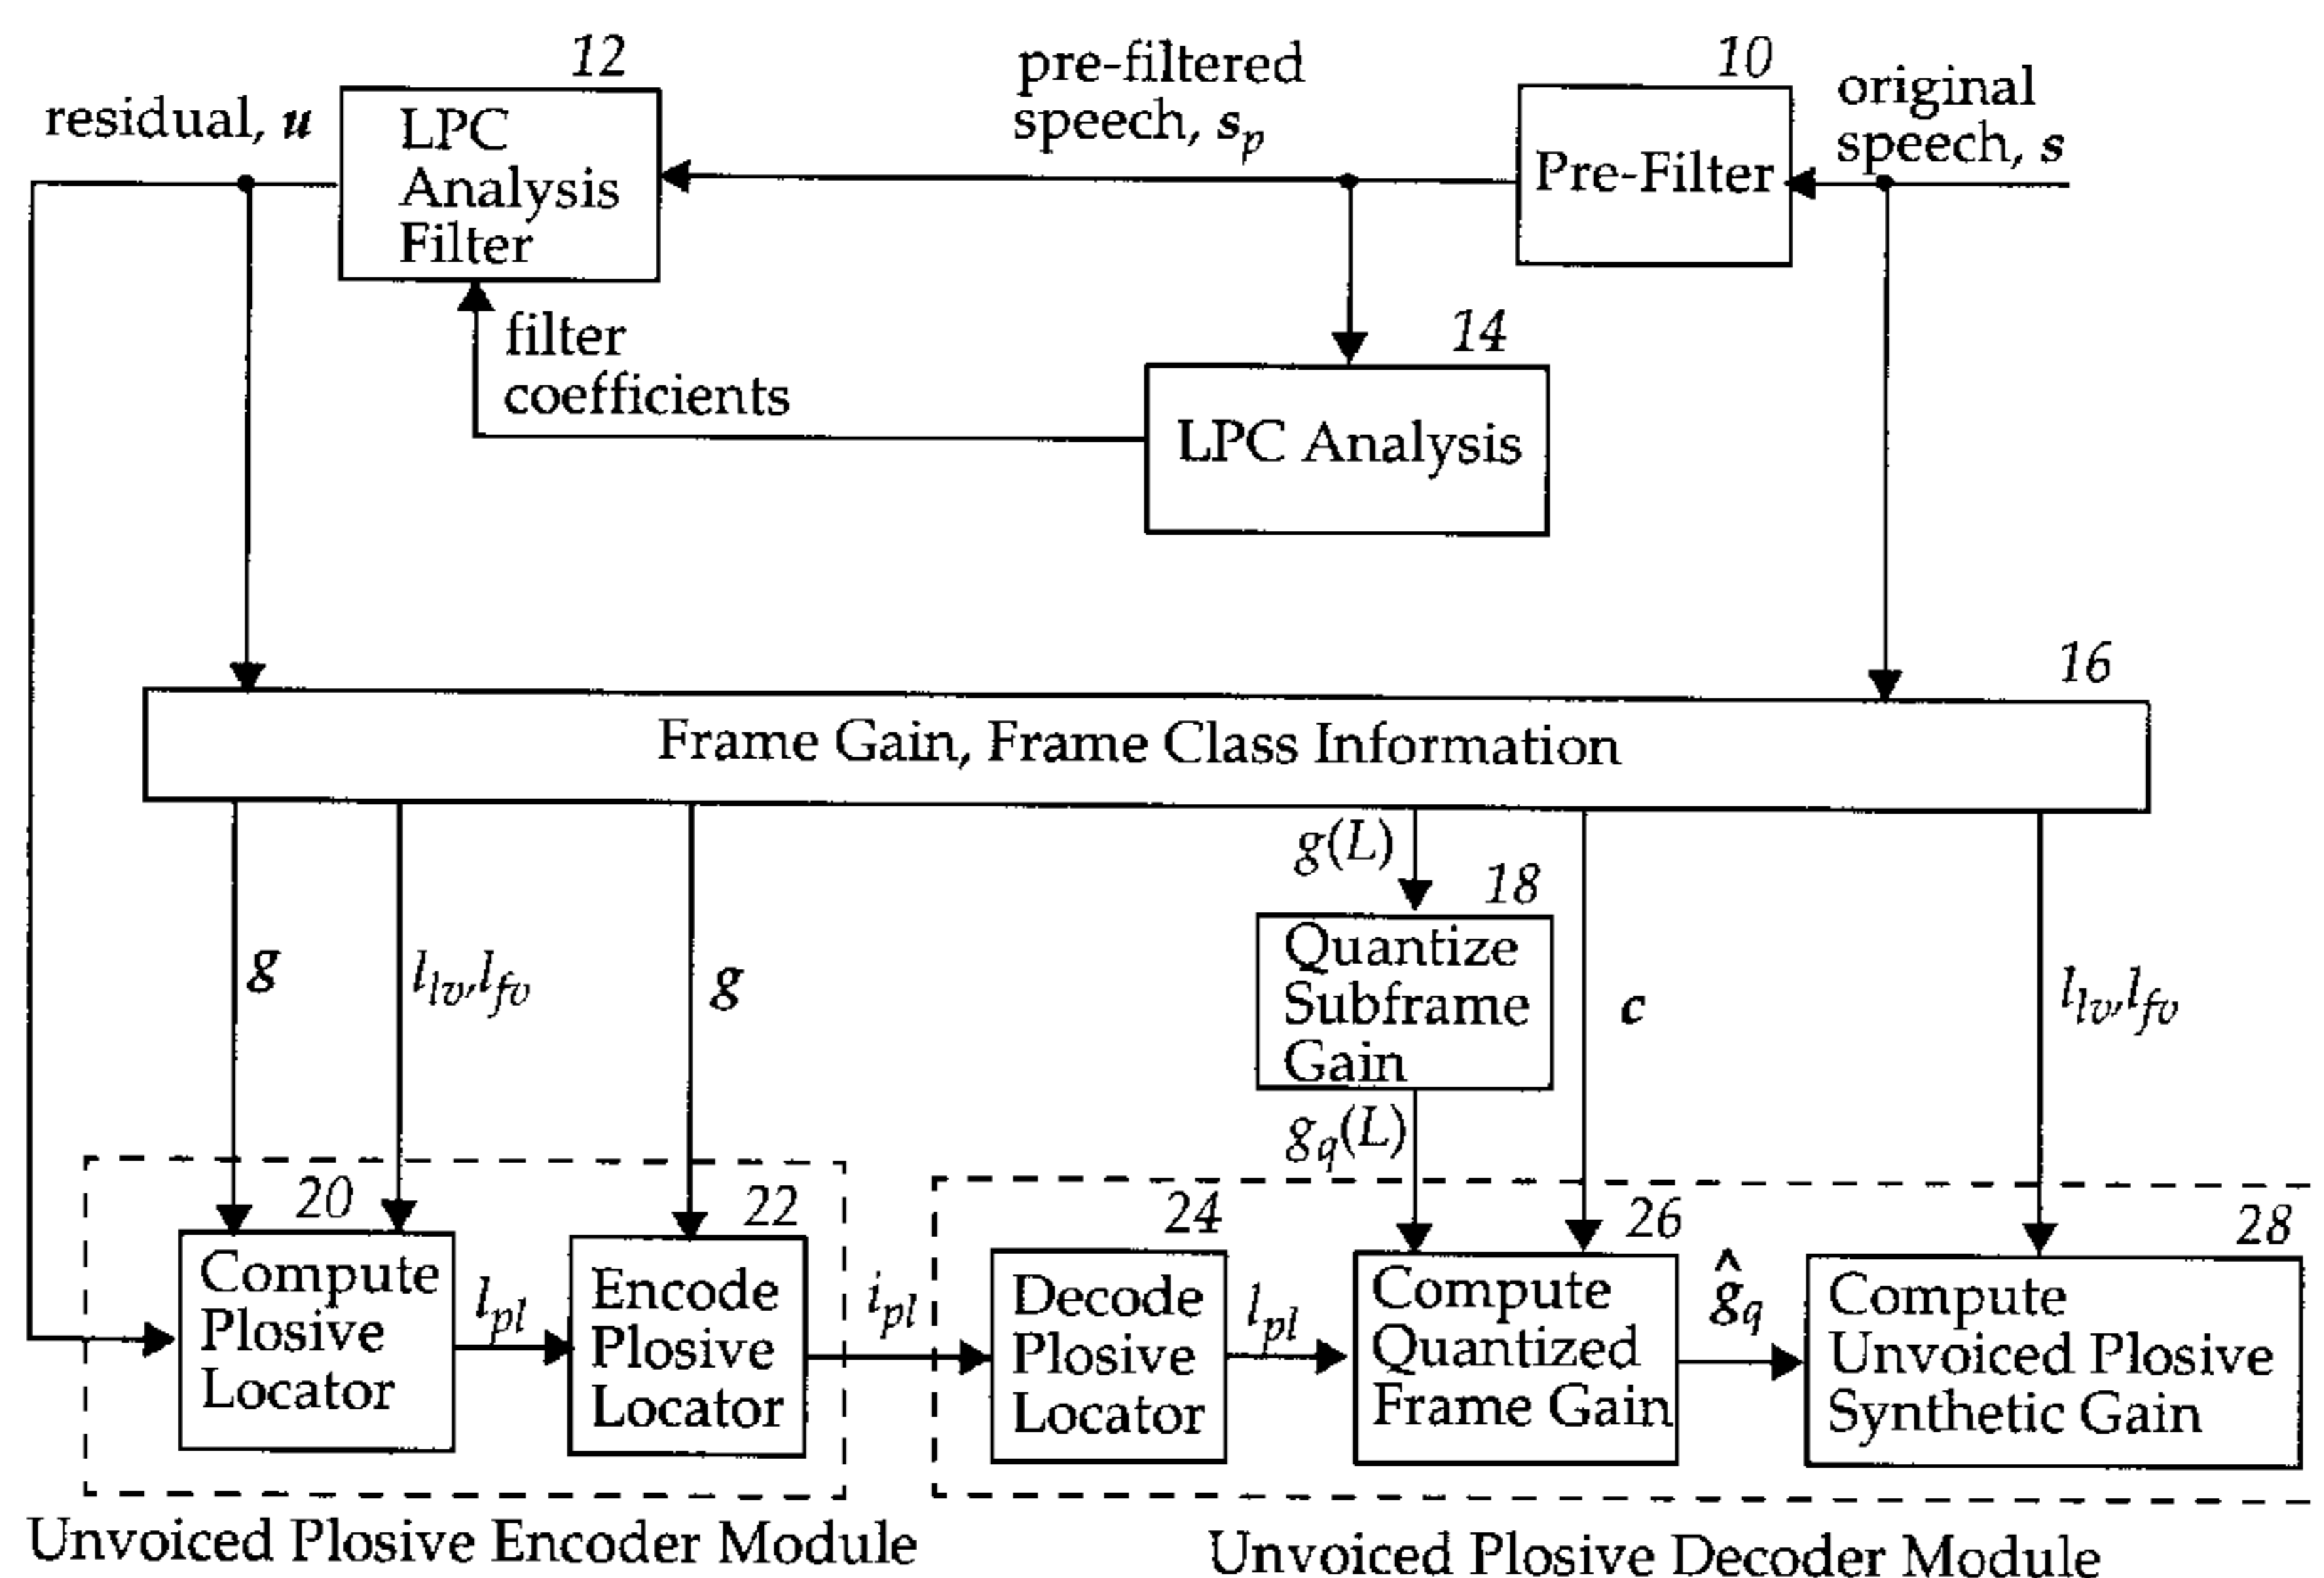 12
residual, u
LPC
Analysis
Filter
pre-filtered
speech, sₚ
10
Pre-Filter
original
speech, s
filter
coefficients
14
LPC Analysis
16
Frame Gain, Frame Class Information
g
l_lv, l_fv
g
g(L)
18
Quantize
Subframe
Gain
g_q(L)
c
l_lv, l_fv
20
Compute
Plosive
Locator
l_pl
22
Encode
Plosive
Locator
i_pl
24
Decode
Plosive
Locator
l_pl
26
Compute
Quantized
Frame Gain
ĝ_q
28
Compute
Unvoiced Plosive
Synthetic Gain
Unvoiced Plosive Encoder Module
Unvoiced Plosive Decoder Module